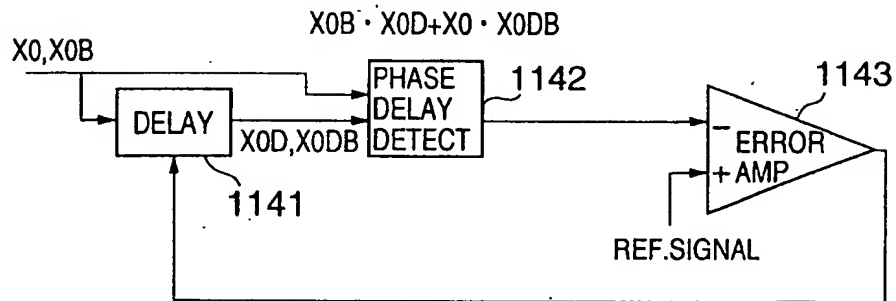 X0B · X0D+X0 · X0DB
X0,X0B
PHASE
DELAY
DETECT
1142
1143
DELAY
X0D,X0DB
1141
−
ERROR
+ AMP
REF.SIGNAL